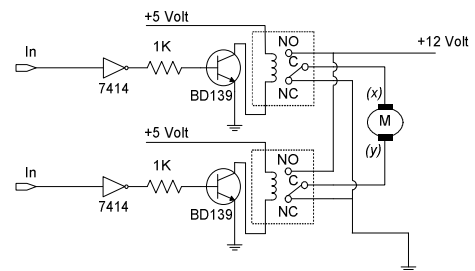 +5 Volt
In
1K
7414
BD139
NO
C
NC
+12 Volt
(x)
M
(y)
+5 Volt
In
1K
7414
BD139
NO
C
NC